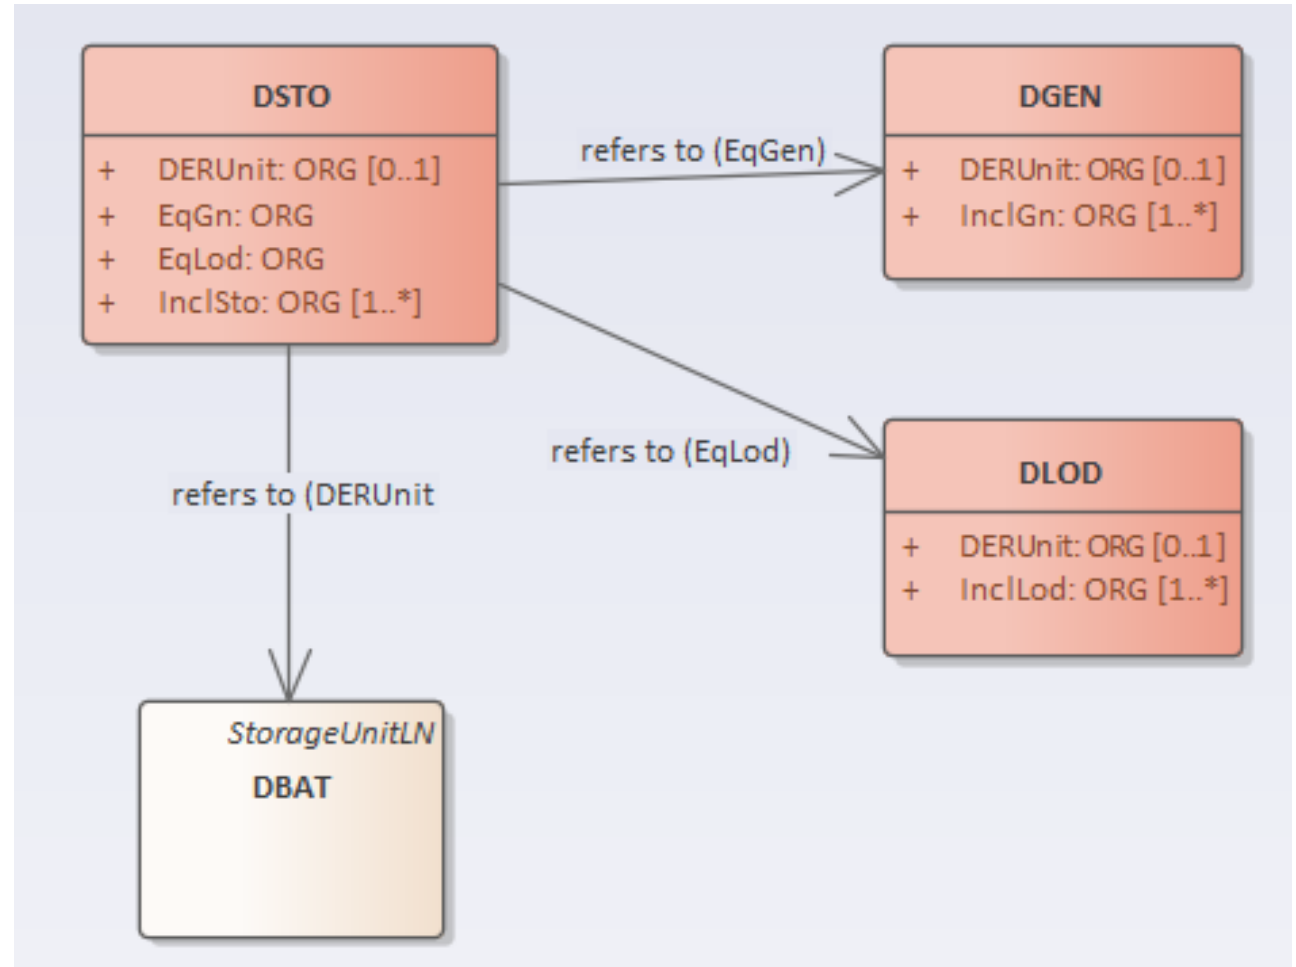 DSTO
+ DERUnit: ORG [0..1]
+ EqGn: ORG
+ EqLod: ORG
+ InclSto: ORG [1..*]
refers to (EqGen)
DGEN
+ DERUnit: ORG [0..1]
+ InclGn: ORG [1..*]
refers to (EqLod)
DLOD
+ DERUnit: ORG [0..1]
+ InclLod: ORG [1..*]
refers to (DERUnit
StorageUnitLN
DBAT